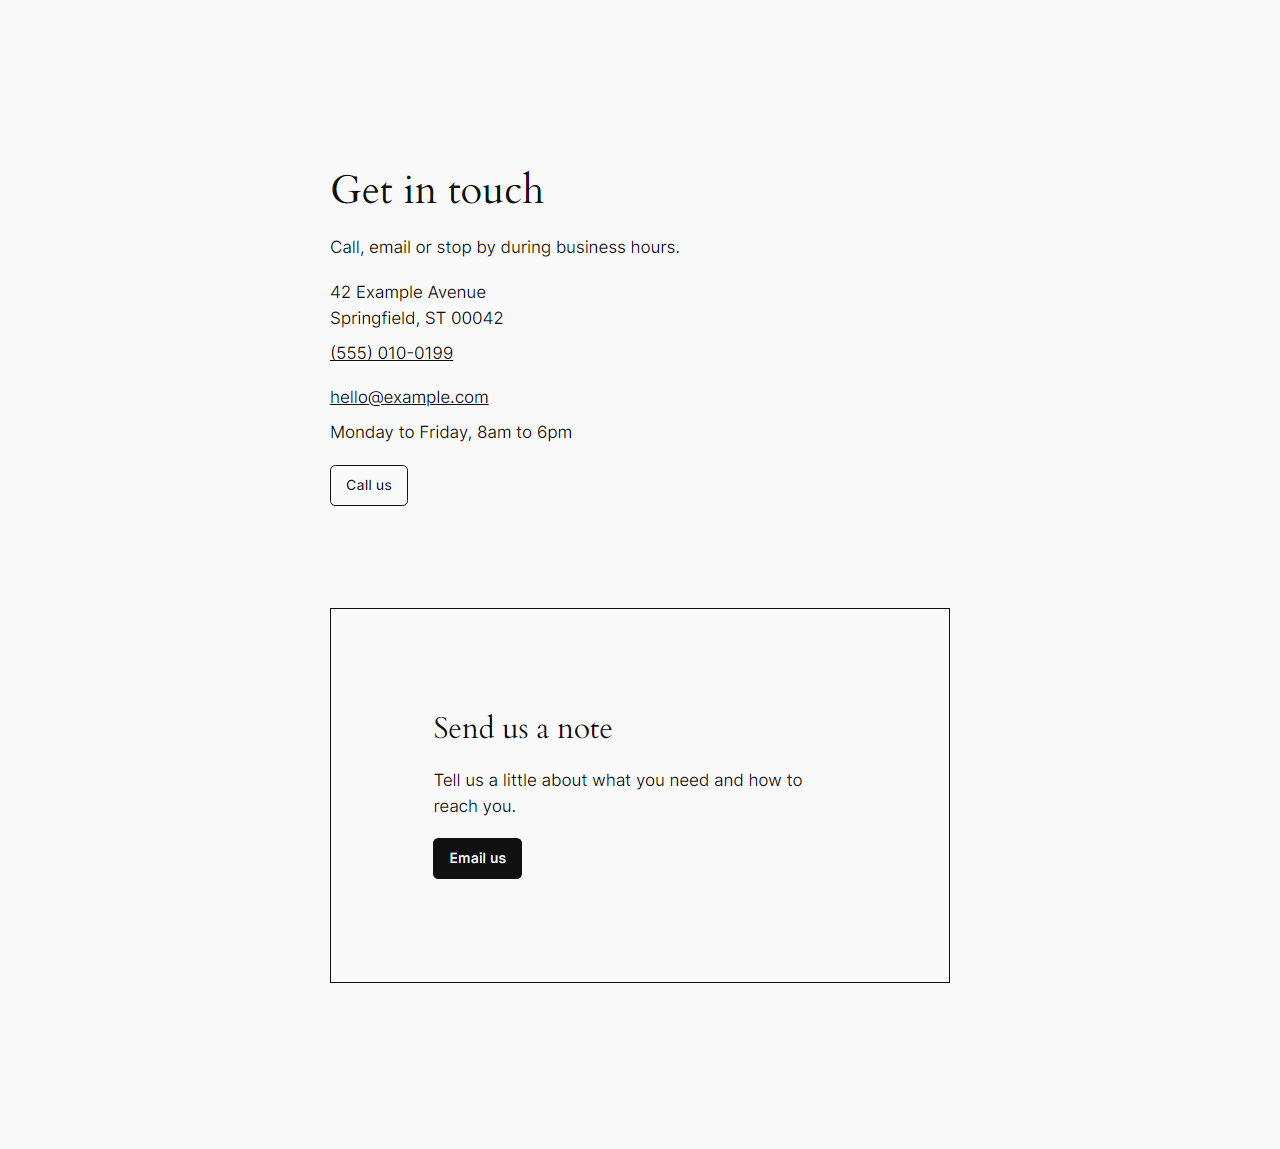 Get in touch
Call, email or stop by during business hours.
42 Example Avenue
Springfield, ST 00042
(555) 010-0199
hello@example.com
Monday to Friday, 8am to 6pm
Call us
Send us a note
Tell us a little about what you need and how to
reach you.
Email us